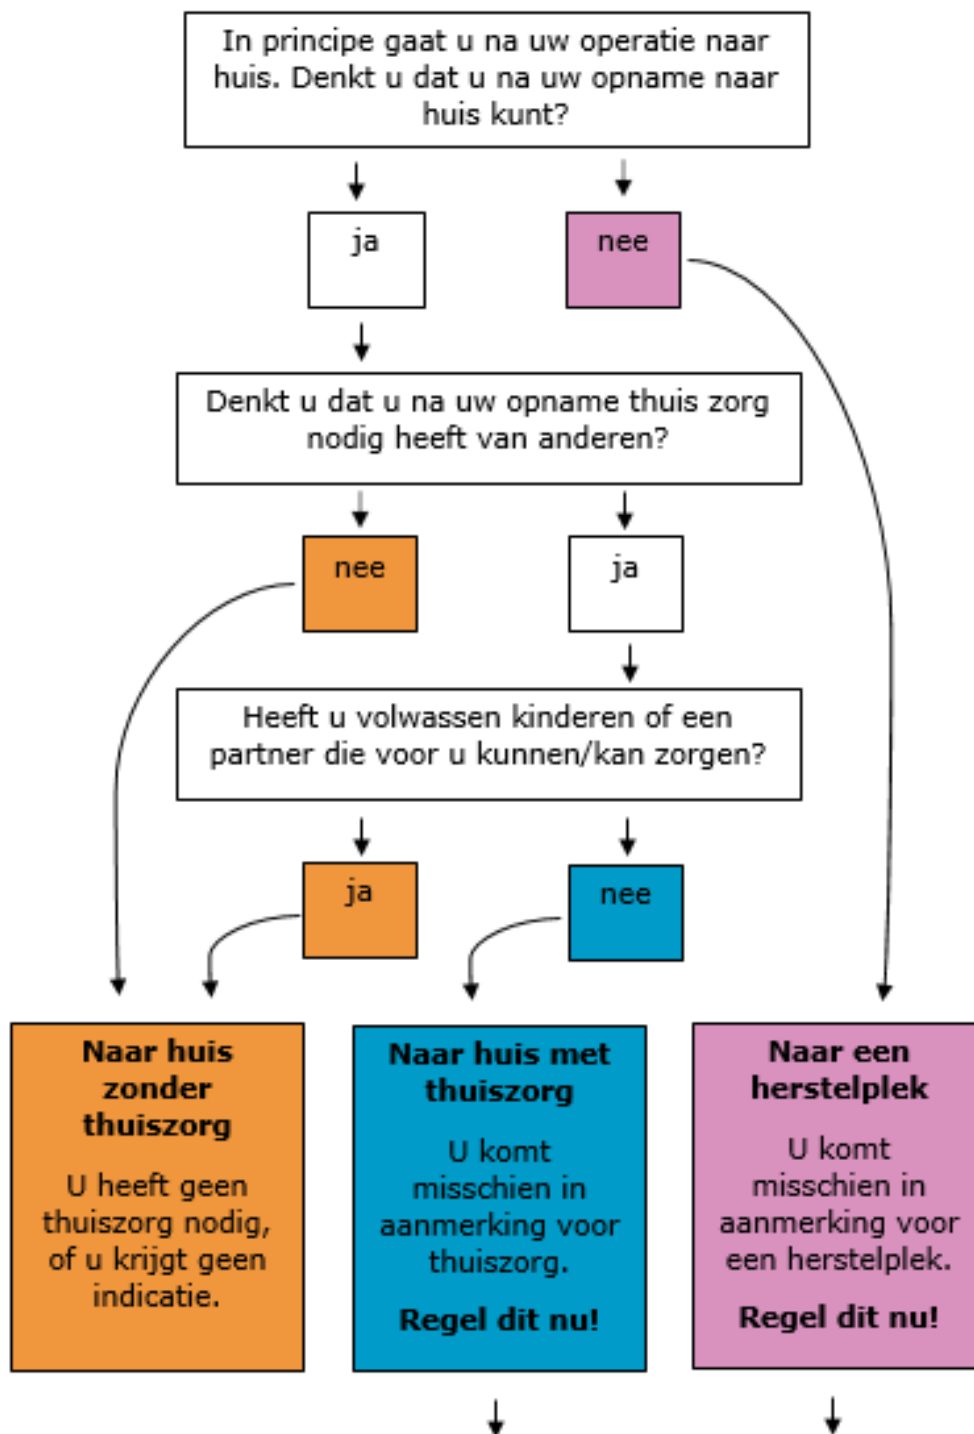 In principe gaat u na uw operatie naar
huis. Denkt u dat u na uw opname naar
huis kunt?
ja
nee
Denkt u dat u na uw opname thuis zorg
nodig heeft van anderen?
nee
ja
Heeft u volwassen kinderen of een
partner die voor u kunnen/kan zorgen?
ja
nee
Naar huis
zonder
thuiszorg
U heeft geen
thuiszorg nodig,
of u krijgt geen
indicatie.
Naar huis met
thuiszorg
U komt
misschien in
aanmerking voor
thuiszorg.
Regel dit nu!
Naar een
herstelplek
U komt
misschien in
aanmerking voor
een herstelplek.
Regel dit nu!